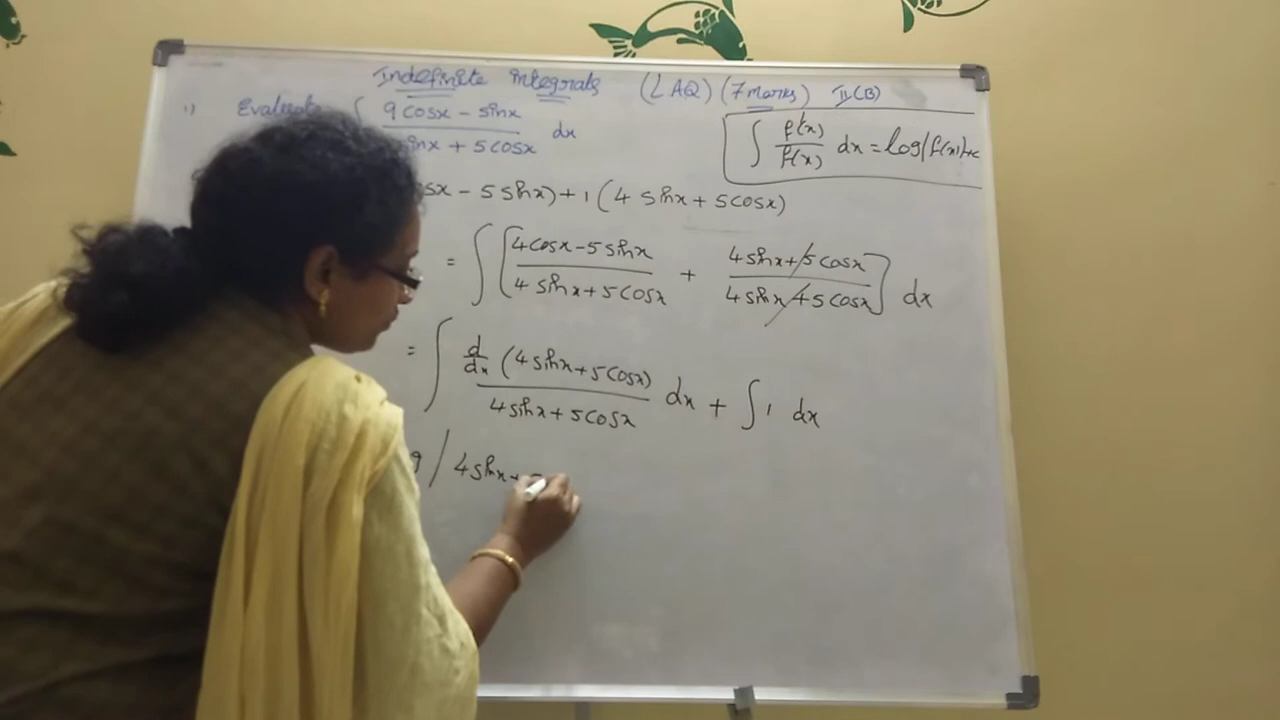 Indefinite integrals (LAQ) (7 marks) II(B)
1) Evaluate ∫ 9 cosx - sinx / sinx + 5 cosx dx
∫ f'(x) / f(x) dx = log|f(x)|+c
- 5 sinx) + 1 (4 sinx + 5 cosx)
= ∫ [ 4 cosx - 5 sinx / 4 sinx + 5 cosx + 4 sinx + 5 cosx / 4 sinx + 5 cosx ] dx
= ∫ d/dx (4 sinx + 5 cosx) / 4 sinx + 5 cosx dx + ∫ 1 dx
| 4 sinx +